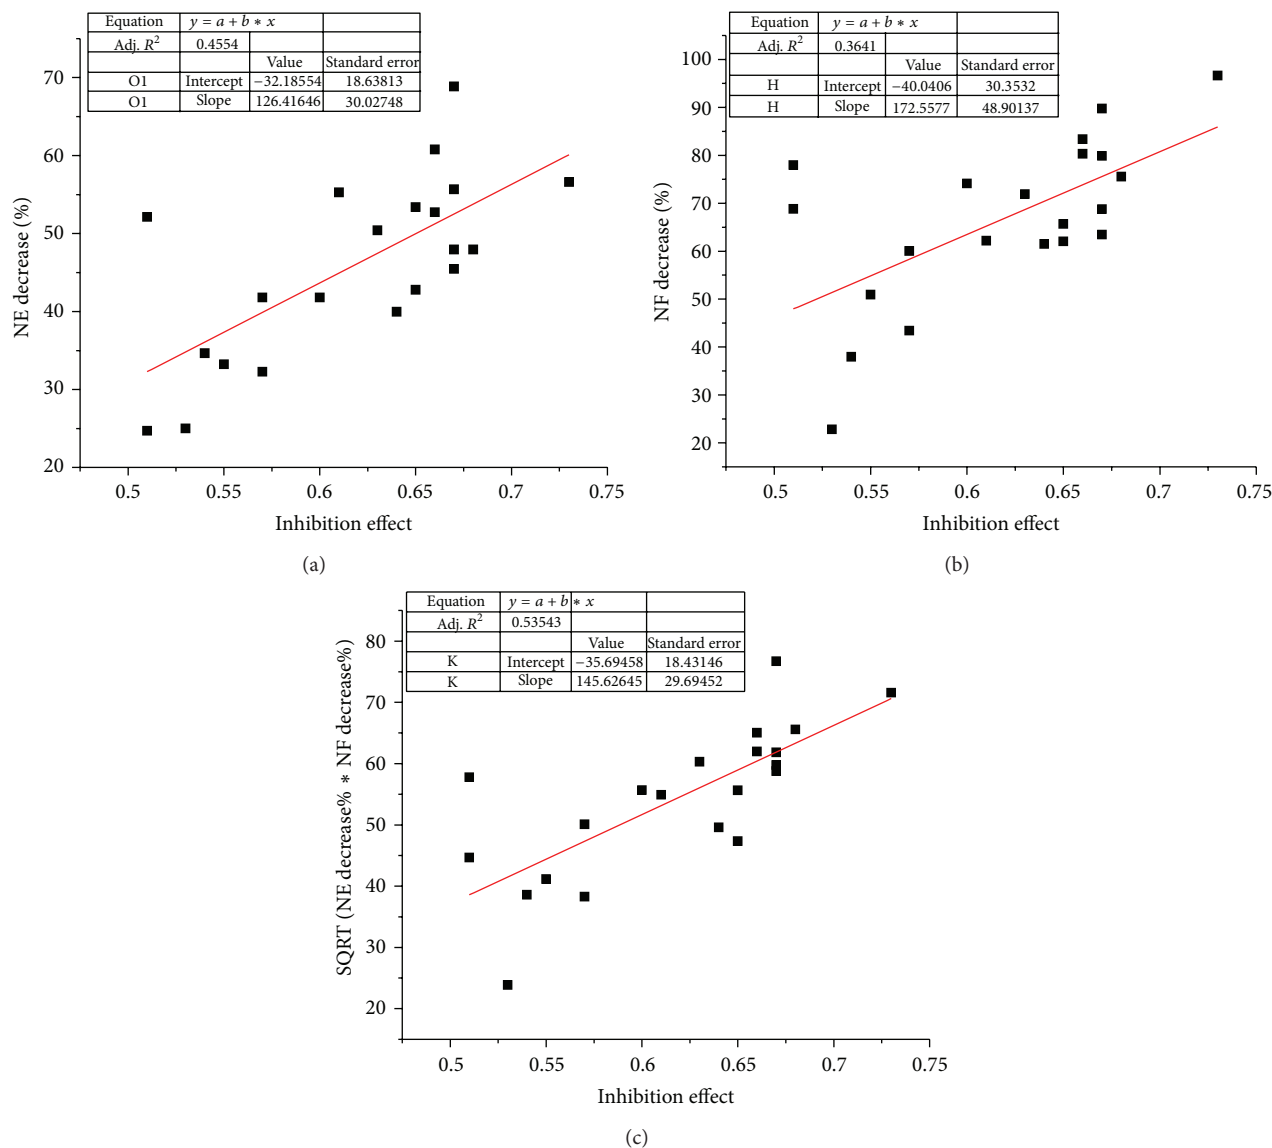 Equation y = a + b ∗ x
Adj. R² 0.4554
Value Standard error
O1 Intercept −32.18554 18.63813
O1 Slope 126.41646 30.02748
70
60
50
40
30
20
NE decrease (%)
0.5 0.55 0.6 0.65 0.7 0.75
Inhibition effect
(a)
Equation y = a + b ∗ x
Adj. R² 0.3641
Value Standard error
H Intercept −40.0406 30.3532
H Slope 172.5577 48.90137
100
90
80
70
60
50
40
30
20
NF decrease (%)
0.5 0.55 0.6 0.65 0.7 0.75
Inhibition effect
(b)
Equation y = a + b ∗ x
Adj. R² 0.53543
Value Standard error
K Intercept −35.69458 18.43146
K Slope 145.62645 29.69452
80
70
60
50
40
30
20
SQRT (NE decrease% ∗ NF decrease%)
0.5 0.55 0.6 0.65 0.7 0.75
Inhibition effect
(c)